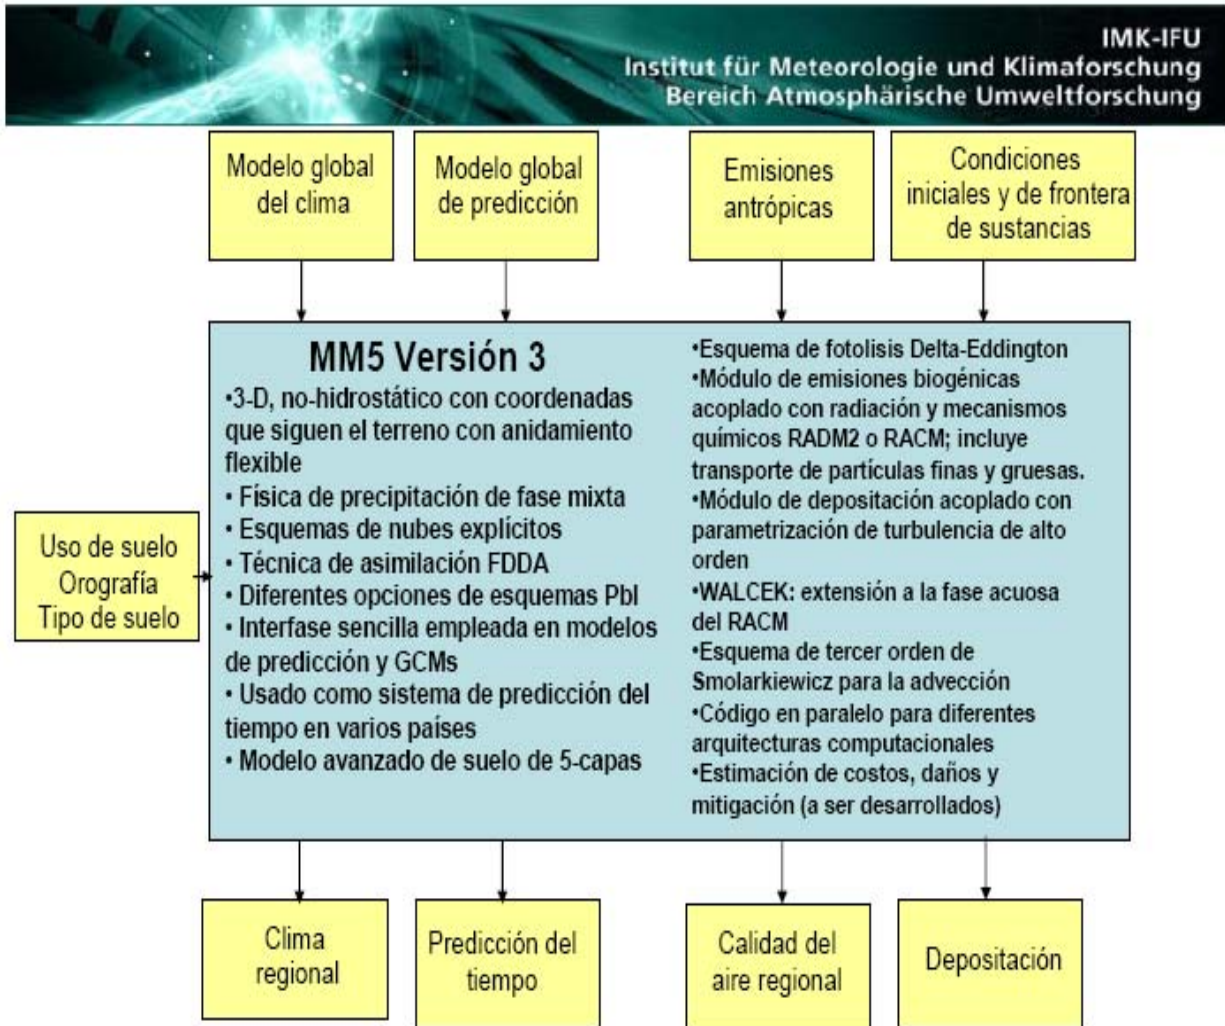 IMK-IFU
Institut für Meteorologie und Klimaforschung
Bereich Atmosphärische Umweltforschung
Modelo global
del clima
Modelo global
de predicción
Emisiones
antrópicas
Condiciones
iniciales y de frontera
de sustancias
Uso de suelo
Orografía
Tipo de suelo
MM5 Versión 3
•3-D, no-hidrostático con coordenadas
que siguen el terreno con anidamiento
flexible
• Física de precipitación de fase mixta
• Esquemas de nubes explícitos
• Técnica de asimilación FDDA
• Diferentes opciones de esquemas Pbl
• Interfase sencilla empleada en modelos
de predicción y GCMs
• Usado como sistema de predicción del
tiempo en varios países
• Modelo avanzado de suelo de 5-capas
•Esquema de fotolisis Delta-Eddington
•Módulo de emisiones biogénicas
acoplado con radiación y mecanismos
químicos RADM2 o RACM; incluye
transporte de partículas finas y gruesas.
•Módulo de depositación acoplado con
parametrización de turbulencia de alto
orden
•WALCEK: extensión a la fase acuosa
del RACM
•Esquema de tercer orden de
Smolarkiewicz para la advección
•Código en paralelo para diferentes
arquitecturas computacionales
•Estimación de costos, daños y
mitigación (a ser desarrollados)
Clima
regional
Predicción del
tiempo
Calidad del
aire regional
Depositación